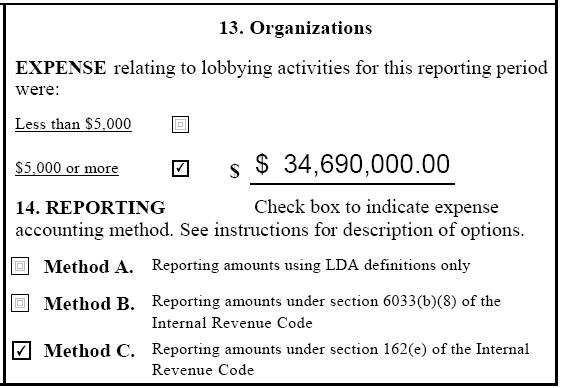 13. Organizations
EXPENSE relating to lobbying activities for this reporting period
were:
Less than $5,000
$5,000 or more $ $ 34,690,000.00
14. REPORTING Check box to indicate expense
accounting method. See instructions for description of options.
Method A. Reporting amounts using LDA definitions only
Method B. Reporting amounts under section 6033(b)(8) of the
Internal Revenue Code
Method C. Reporting amounts under section 162(e) of the Internal
Revenue Code